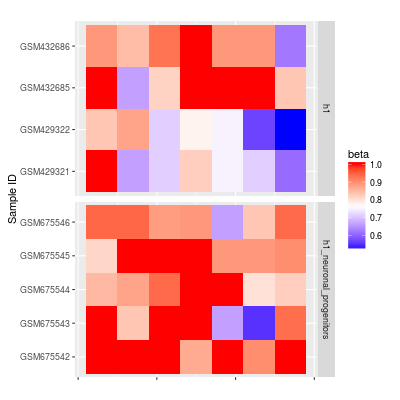 GSM432686
GSM432685
GSM429322
GSM429321
GSM675546
GSM675545
GSM675544
GSM675543
GSM675542
Sample ID
h1
h1_neuronal_progenitors
beta
1.0
0.9
0.8
0.7
0.6